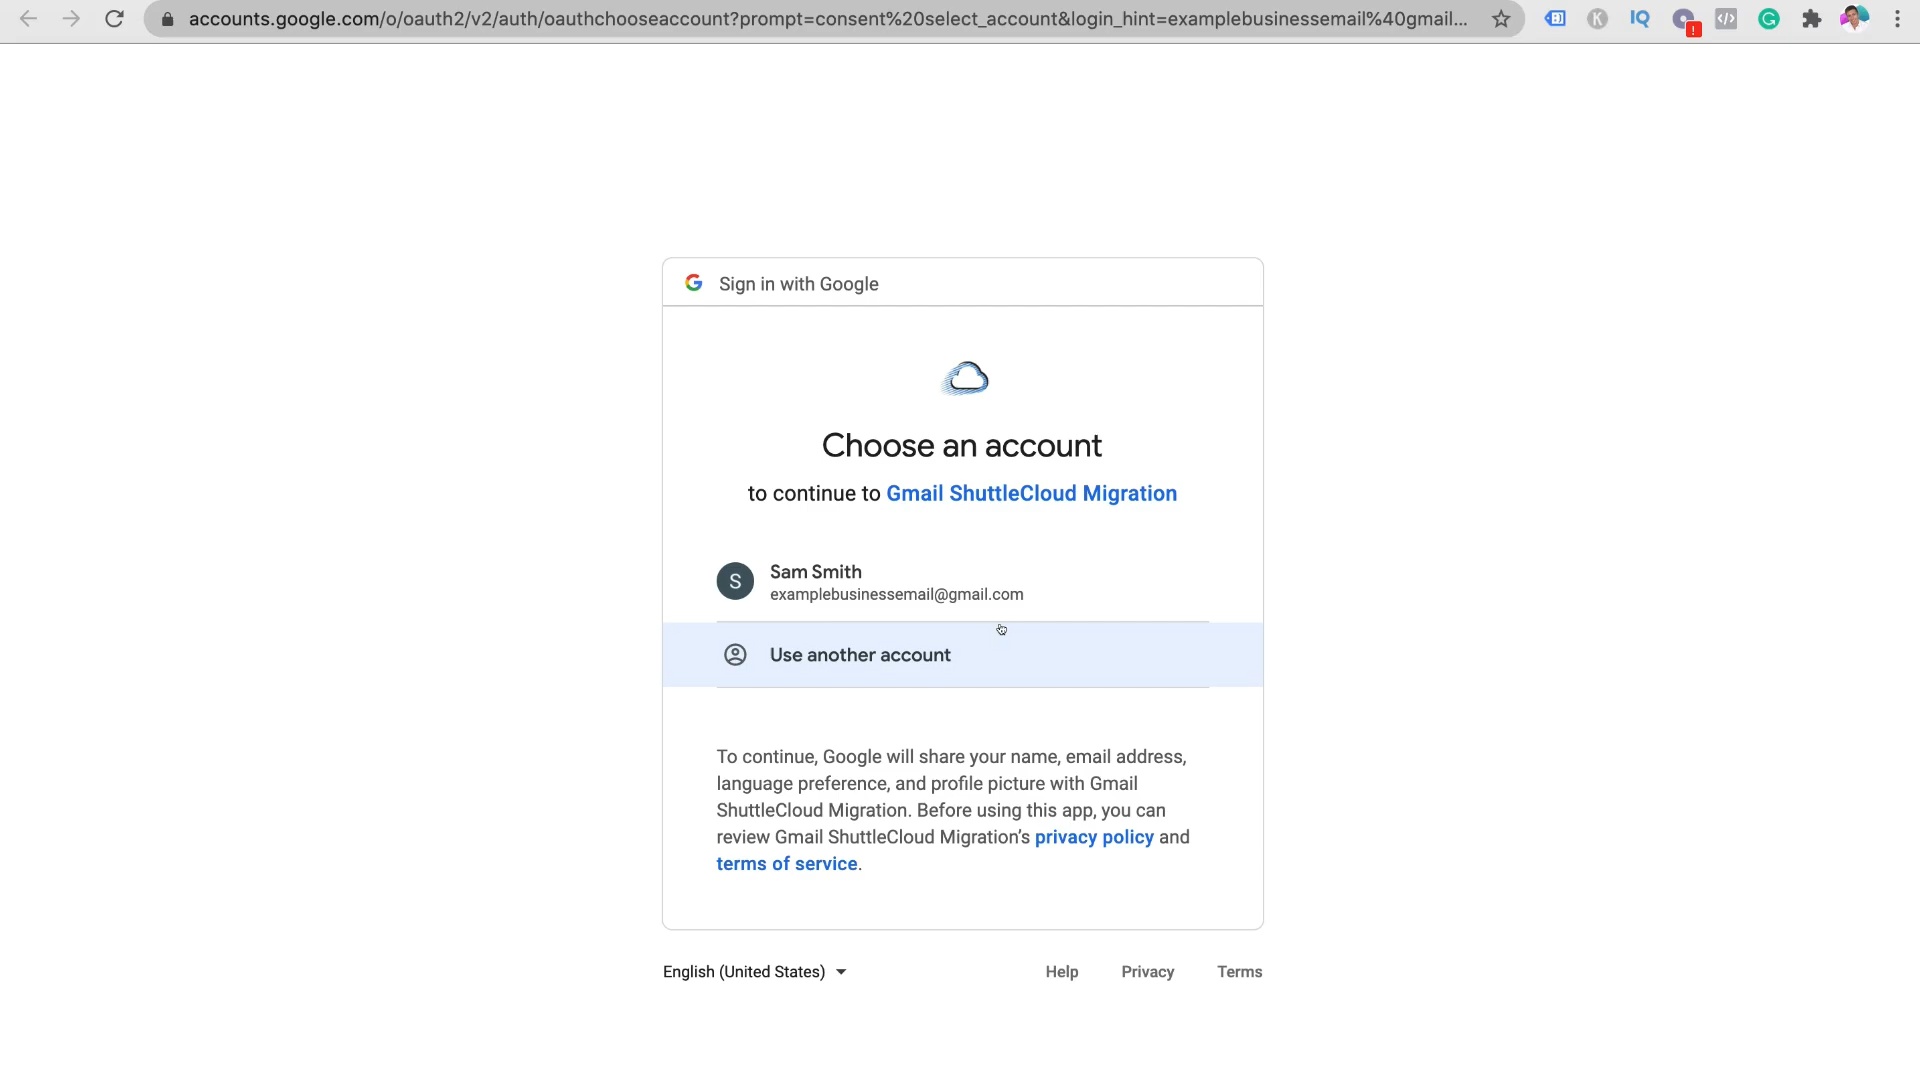 accounts.google.com/o/oauth2/v2/auth/oauthchooseaccount?prompt=consent%20select_account&login_hint=examplebusinessemail%40gmail...
K
IQ
!
</>
G
Sign in with Google
Choose an account
to continue to Gmail ShuttleCloud Migration
S
Sam Smith
examplebusinessemail@gmail.com
Use another account
To continue, Google will share your name, email address,
language preference, and profile picture with Gmail
ShuttleCloud Migration. Before using this app, you can
review Gmail ShuttleCloud Migration's privacy policy and
terms of service.
English (United States)
Help
Privacy
Terms